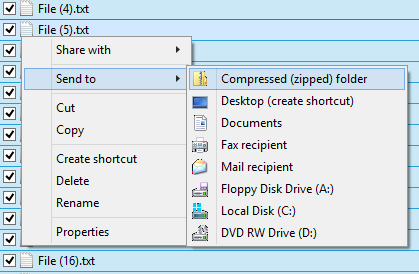 File (4).txt
File (5).txt
Share with
Send to
Cut
Copy
Create shortcut
Delete
Rename
Properties
Compressed (zipped) folder
Desktop (create shortcut)
Documents
Fax recipient
Mail recipient
Floppy Disk Drive (A:)
Local Disk (C:)
DVD RW Drive (D:)
File (16).txt